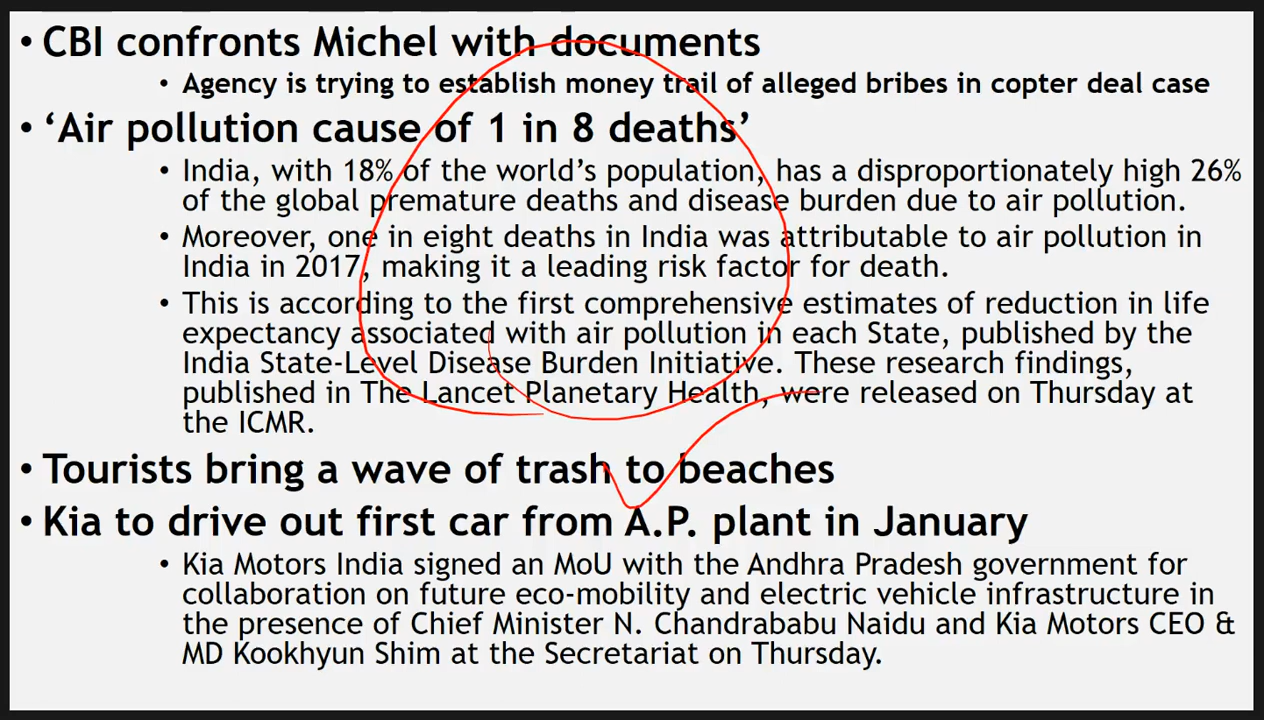 • CBI confronts Michel with documents
• Agency is trying to establish money trail of alleged bribes in copter deal case
• ‘Air pollution cause of 1 in 8 deaths’
• India, with 18% of the world’s population, has a disproportionately high 26%
of the global premature deaths and disease burden due to air pollution.
• Moreover, one in eight deaths in India was attributable to air pollution in
India in 2017, making it a leading risk factor for death.
• This is according to the first comprehensive estimates of reduction in life
expectancy associated with air pollution in each State, published by the
India State-Level Disease Burden Initiative. These research findings,
published in The Lancet Planetary Health, were released on Thursday at
the ICMR.
• Tourists bring a wave of trash to beaches
• Kia to drive out first car from A.P. plant in January
• Kia Motors India signed an MoU with the Andhra Pradesh government for
collaboration on future eco-mobility and electric vehicle infrastructure in
the presence of Chief Minister N. Chandrababu Naidu and Kia Motors CEO &
MD Kookhyun Shim at the Secretariat on Thursday.